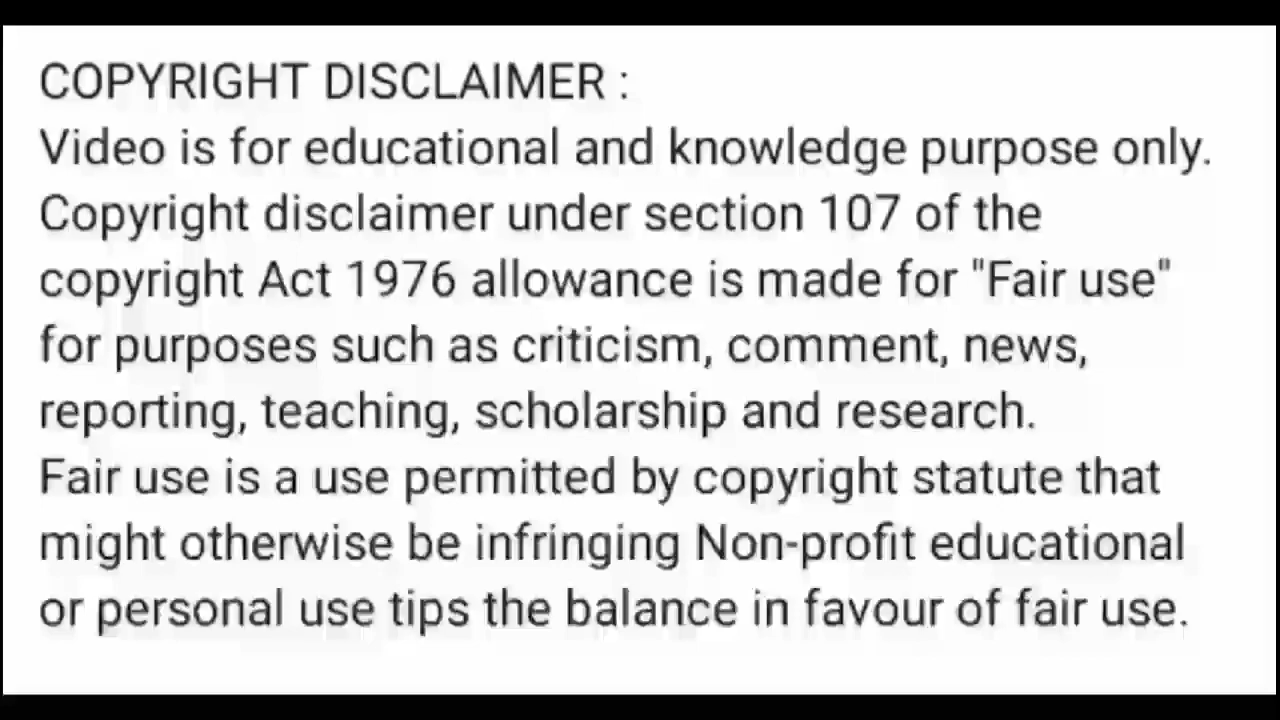 COPYRIGHT DISCLAIMER :
Video is for educational and knowledge purpose only.
Copyright disclaimer under section 107 of the
copyright Act 1976 allowance is made for "Fair use"
for purposes such as criticism, comment, news,
reporting, teaching, scholarship and research.
Fair use is a use permitted by copyright statute that
might otherwise be infringing Non-profit educational
or personal use tips the balance in favour of fair use.